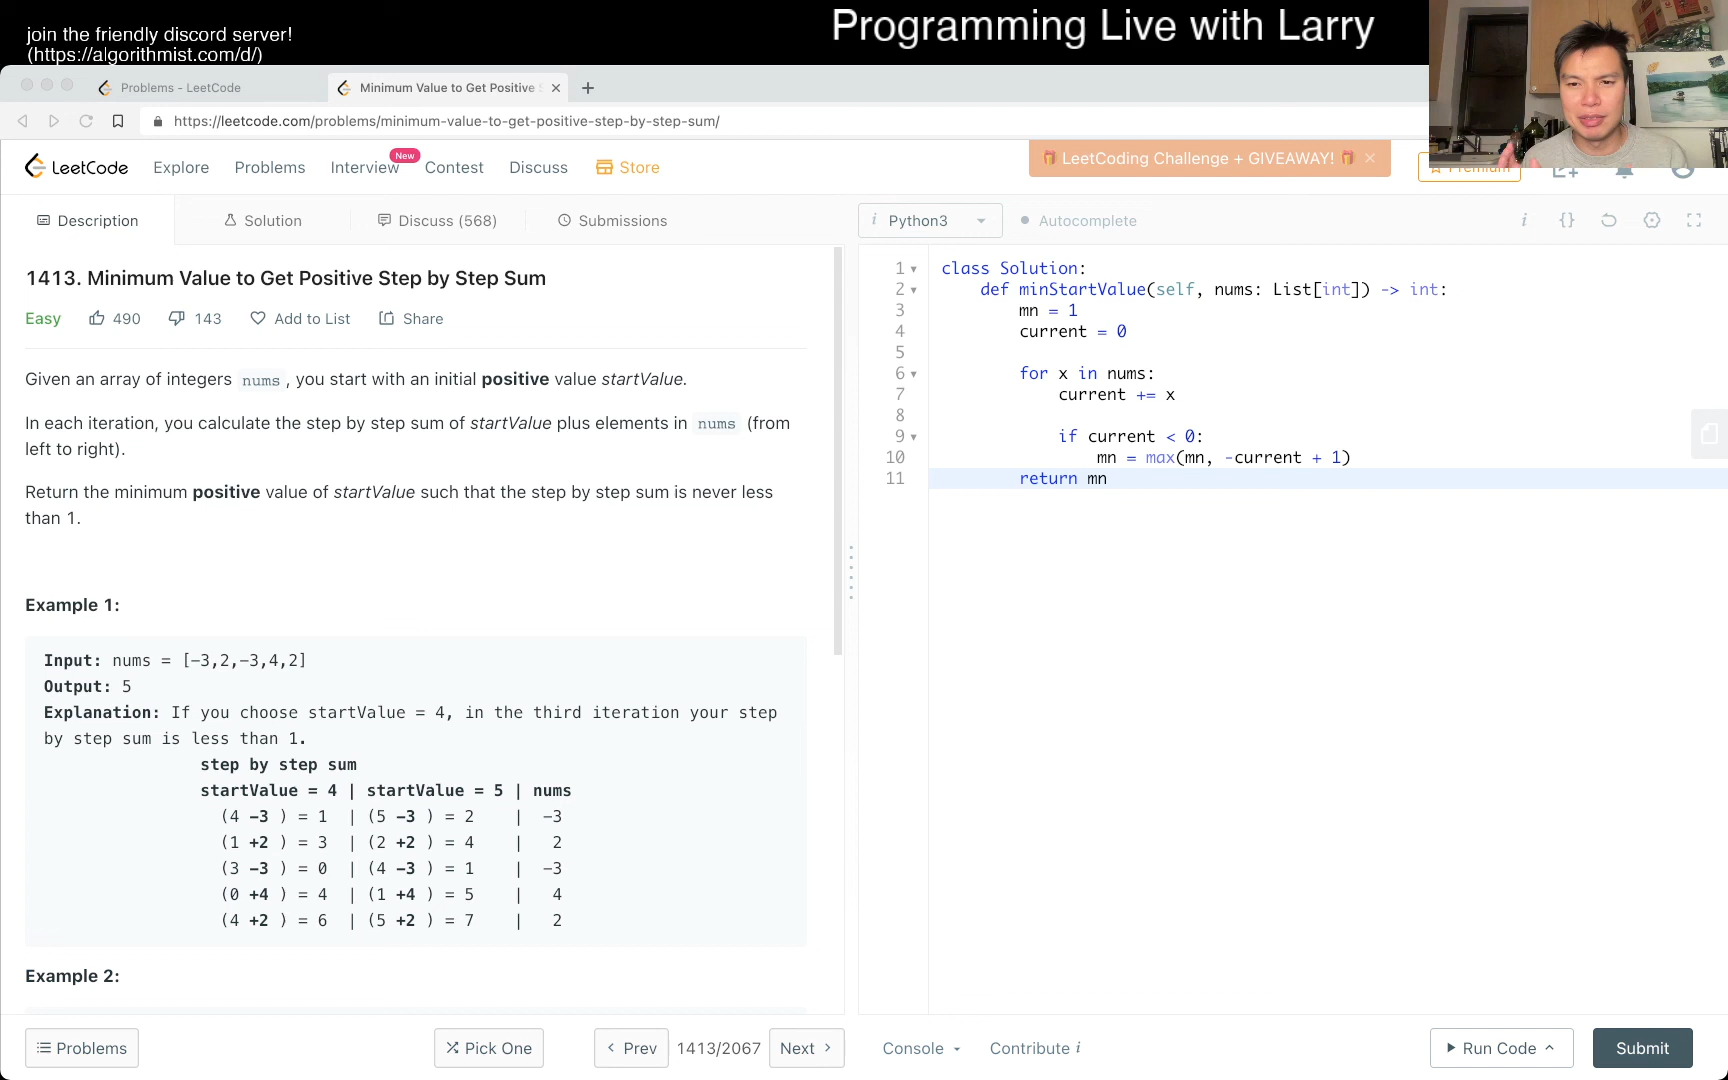 join the friendly discord server!
(https://algorithmist.com/d/)
Programming Live with Larry
Problems - LeetCode
Minimum Value to Get Positive S
https://leetcode.com/problems/minimum-value-to-get-positive-step-by-step-sum/
LeetCode
Explore
Problems
Interview
New
Contest
Discuss
Store
LeetCoding Challenge + GIVEAWAY!
Premium
Description
Solution
Discuss (568)
Submissions
i Python3
Autocomplete
i {}
1413. Minimum Value to Get Positive Step by Step Sum
Easy 490 143 Add to List Share
Given an array of integers nums, you start with an initial positive value startValue.
In each iteration, you calculate the step by step sum of startValue plus elements in nums (from
left to right).
Return the minimum positive value of startValue such that the step by step sum is never less
than 1.
Example 1:
Input: nums = [-3,2,-3,4,2]
Output: 5
Explanation: If you choose startValue = 4, in the third iteration your step
by step sum is less than 1.
step by step sum
startValue = 4 | startValue = 5 | nums
(4 -3 ) = 1 | (5 -3 ) = 2 | -3
(1 +2 ) = 3 | (2 +2 ) = 4 | 2
(3 -3 ) = 0 | (4 -3 ) = 1 | -3
(0 +4 ) = 4 | (1 +4 ) = 5 | 4
(4 +2 ) = 6 | (5 +2 ) = 7 | 2
Example 2:
1 class Solution:
2 def minStartValue(self, nums: List[int]) -> int:
3 mn = 1
4 current = 0
5
6 for x in nums:
7 current += x
8
9 if current < 0:
10 mn = max(mn, -current + 1)
11 return mn
Problems
Pick One
< Prev
1413/2067
Next >
Console
Contribute i
Run Code
Submit